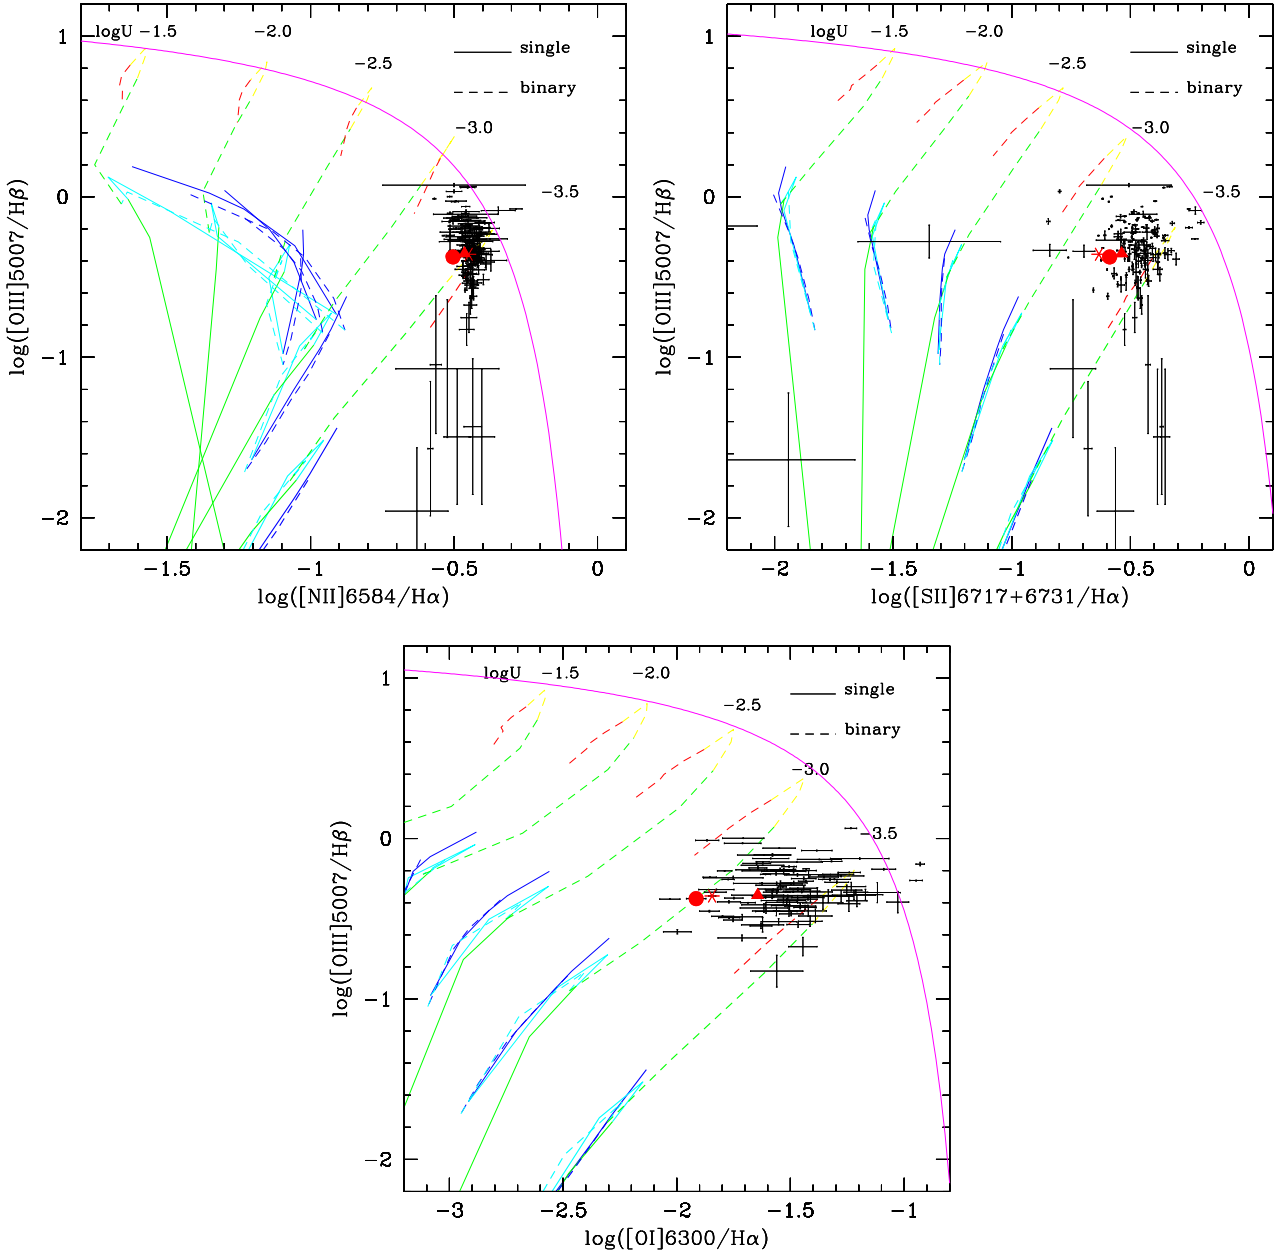 logU −1.5 −2.0
−2.5
−3.0
−3.5
single
binary
1
0
−1
−2
log([OIII]5007/Hβ)
−1.5 −1 −0.5 0
log([NII]6584/Hα)
logU −1.5 −2.0
−2.5
−3.0
−3.5
single
binary
1
0
−1
−2
log([OIII]5007/Hβ)
−2 −1.5 −1 −0.5 0
log([SII]6717+6731/Hα)
logU −1.5 −2.0
−2.5
−3.0
−3.5
single
binary
1
0
−1
−2
log([OIII]5007/Hβ)
−3 −2.5 −2 −1.5 −1
log([OI]6300/Hα)